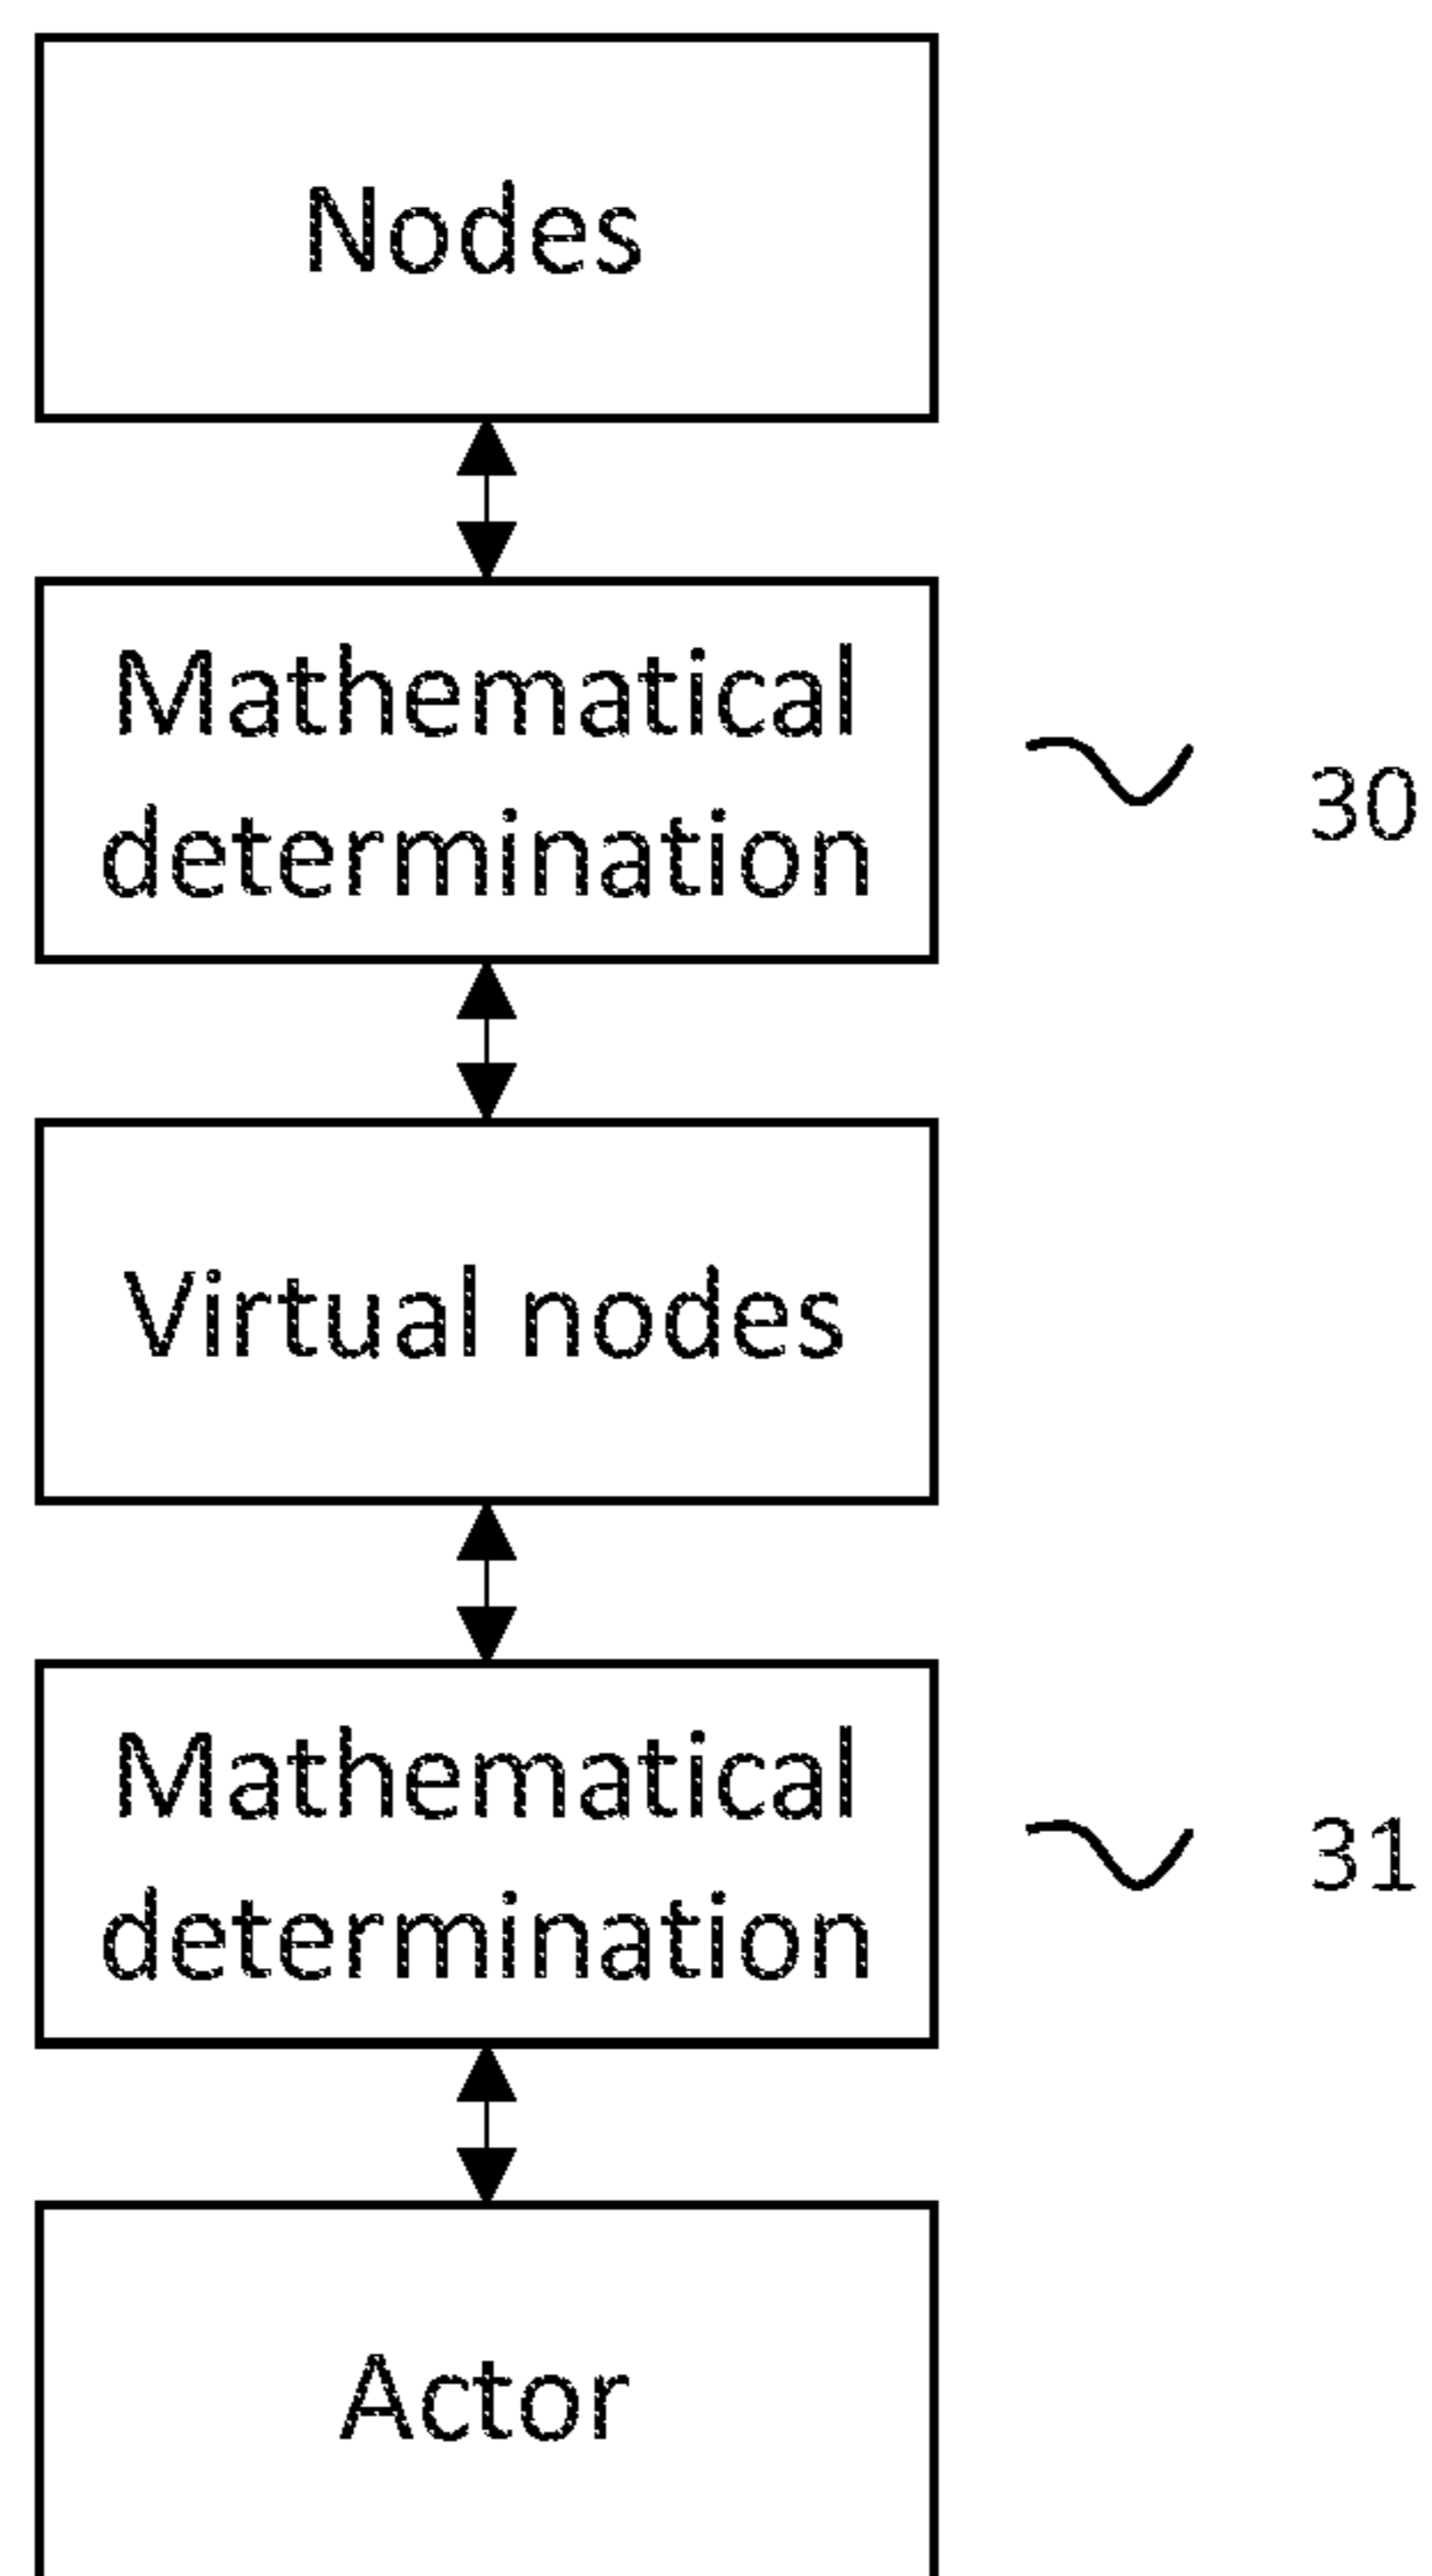 Nodes
Mathematical
determination
30
Virtual nodes
Mathematical
determination
31
Actor